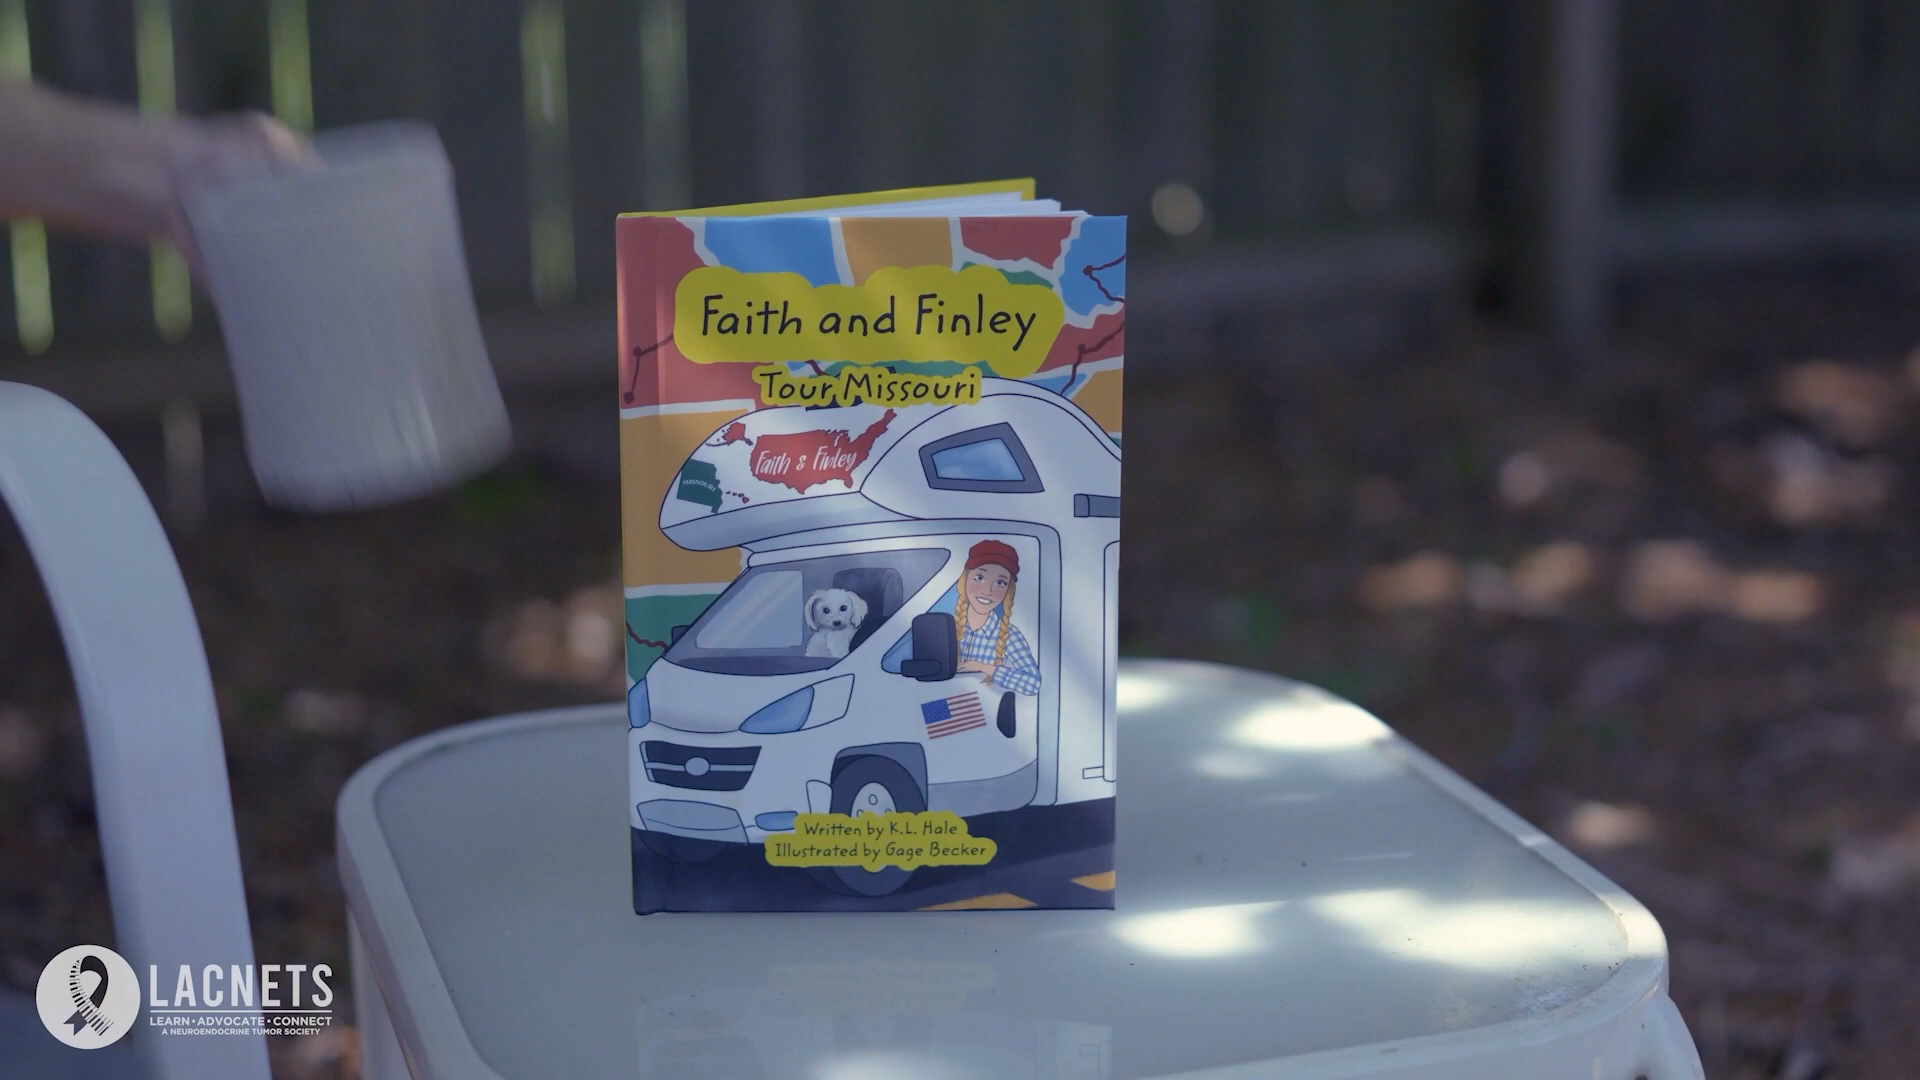 Faith and Finley
Tour Missouri
Faith & Finley
MISSOURI
Written by K.L. Hale
Illustrated by Gage Becker
LACNETS
LEARN • ADVOCATE • CONNECT
A NEUROENDOCRINE TUMOR SOCIETY